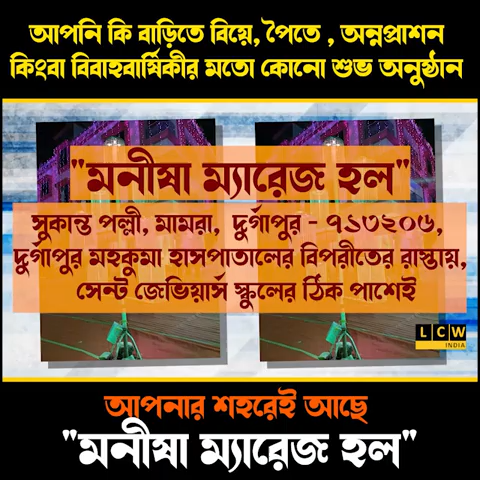 আপনি কি বাড়িতে বিয়ে, পৈতে , অন্নপ্রাশন
কিংবা বিবাহবার্ষিকীর মতো কোনো শুভ অনুষ্ঠান
"মনীষা ম্যারেজ হল"
সুকান্ত পল্লী, মামরা, দুর্গাপুর - ৭১৩২০৬,
দুর্গাপুর মহকুমা হাসপাতালের বিপরীতের রাস্তায়,
সেন্ট জেভিয়ার্স স্কুলের ঠিক পাশেই
LCW
INDIA
আপনার শহরেই আছে
"মনীষা ম্যারেজ হল"